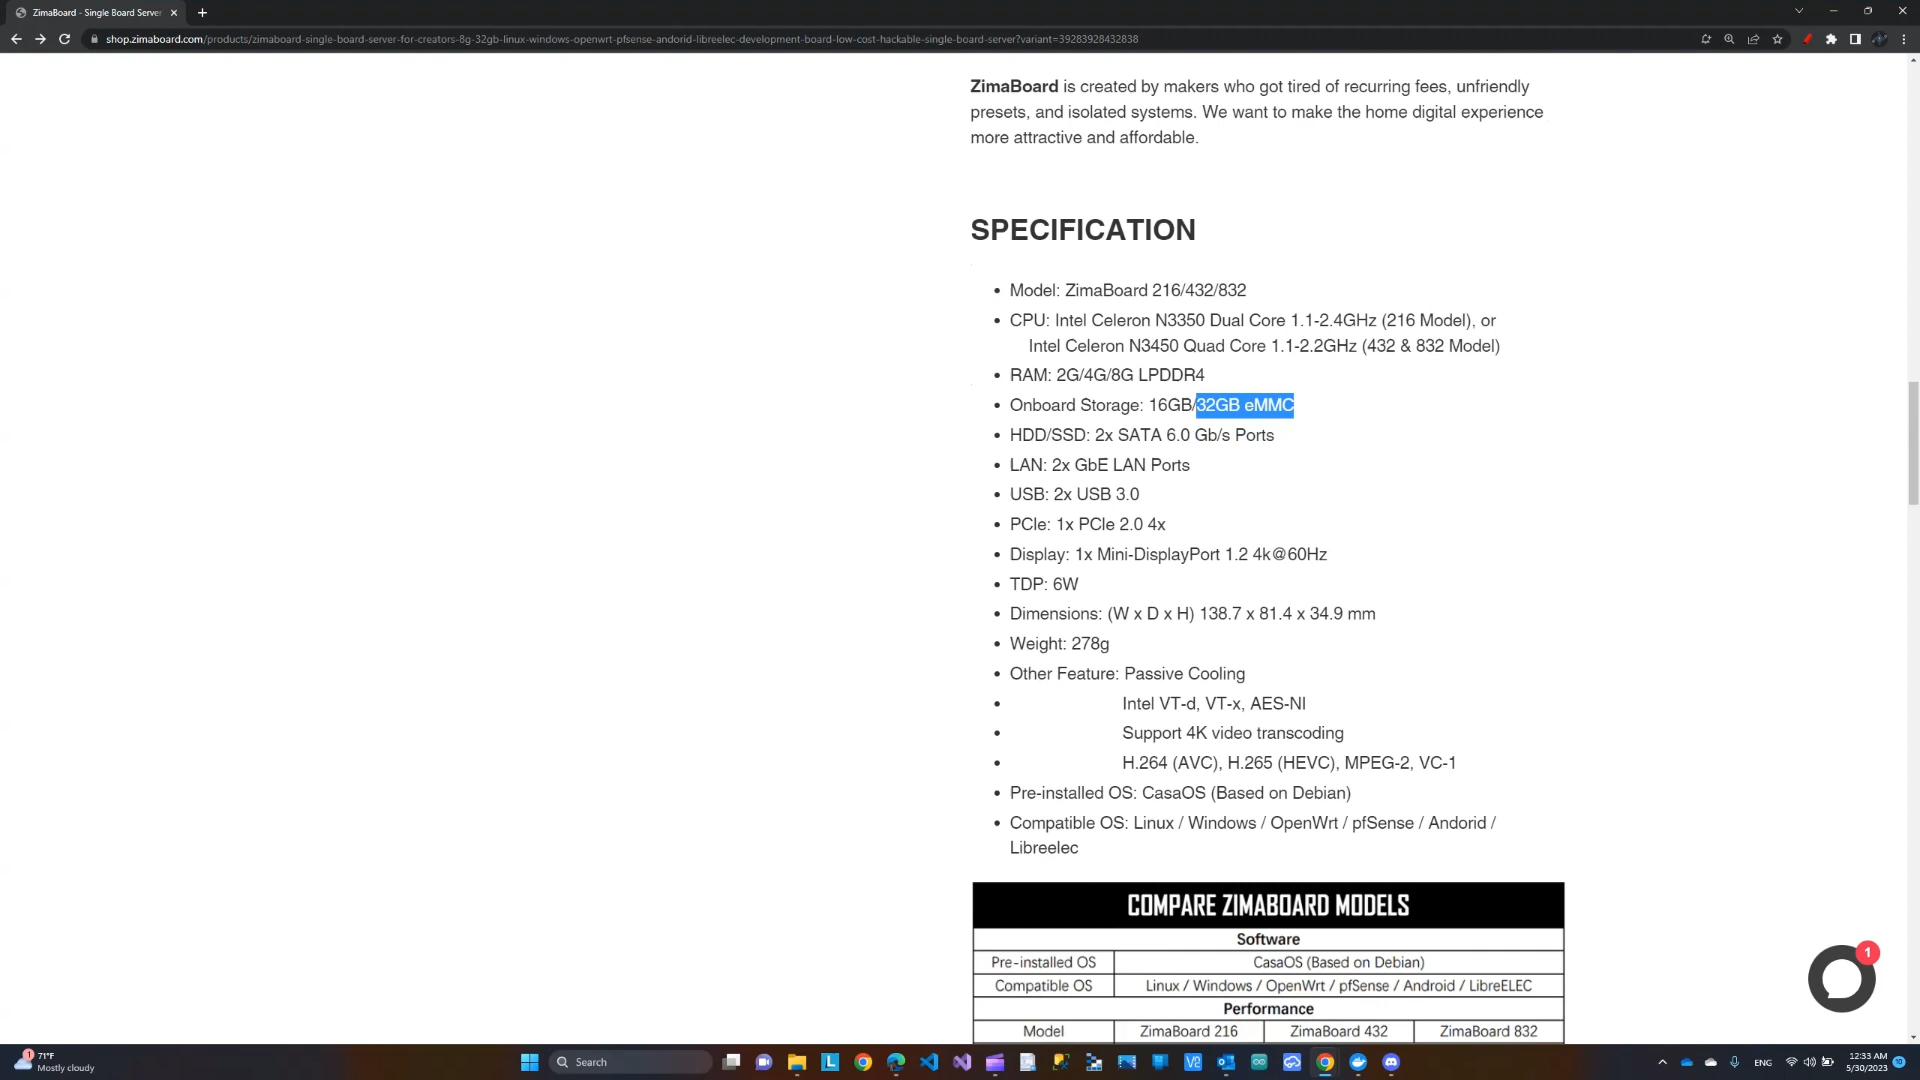 ZimaBoard - Single Board Server
shop.zimaboard.com/products/zimaboard-single-board-server-for-creators-8g-32gb-linux-windows-openwrt-pfsense-andorid-libreelec-development-board-low-cost-hackable-single-board-server?variant=39283928432838
ZimaBoard is created by makers who got tired of recurring fees, unfriendly
presets, and isolated systems. We want to make the home digital experience
more attractive and affordable.
SPECIFICATION
• Model: ZimaBoard 216/432/832
• CPU: Intel Celeron N3350 Dual Core 1.1-2.4GHz (216 Model), or
Intel Celeron N3450 Quad Core 1.1-2.2GHz (432 & 832 Model)
• RAM: 2G/4G/8G LPDDR4
• Onboard Storage: 16GB/32GB eMMC
• HDD/SSD: 2x SATA 6.0 Gb/s Ports
• LAN: 2x GbE LAN Ports
• USB: 2x USB 3.0
• PCIe: 1x PCIe 2.0 4x
• Display: 1x Mini-DisplayPort 1.2 4k@60Hz
• TDP: 6W
• Dimensions: (W x D x H) 138.7 x 81.4 x 34.9 mm
• Weight: 278g
• Other Feature: Passive Cooling
• Intel VT-d, VT-x, AES-NI
• Support 4K video transcoding
• H.264 (AVC), H.265 (HEVC), MPEG-2, VC-1
• Pre-installed OS: CasaOS (Based on Debian)
• Compatible OS: Linux / Windows / OpenWrt / pfSense / Andorid /
Libreelec
COMPARE ZIMABOARD MODELS
Software
Pre-installed OS CasaOS (Based on Debian)
Compatible OS Linux / Windows / OpenWrt / pfSense / Android / LibreELEC
Performance
Model ZimaBoard 216 ZimaBoard 432 ZimaBoard 832
1
1
71°F
Mostly cloudy
Search
L
ENG
12:33 AM
5/30/2023